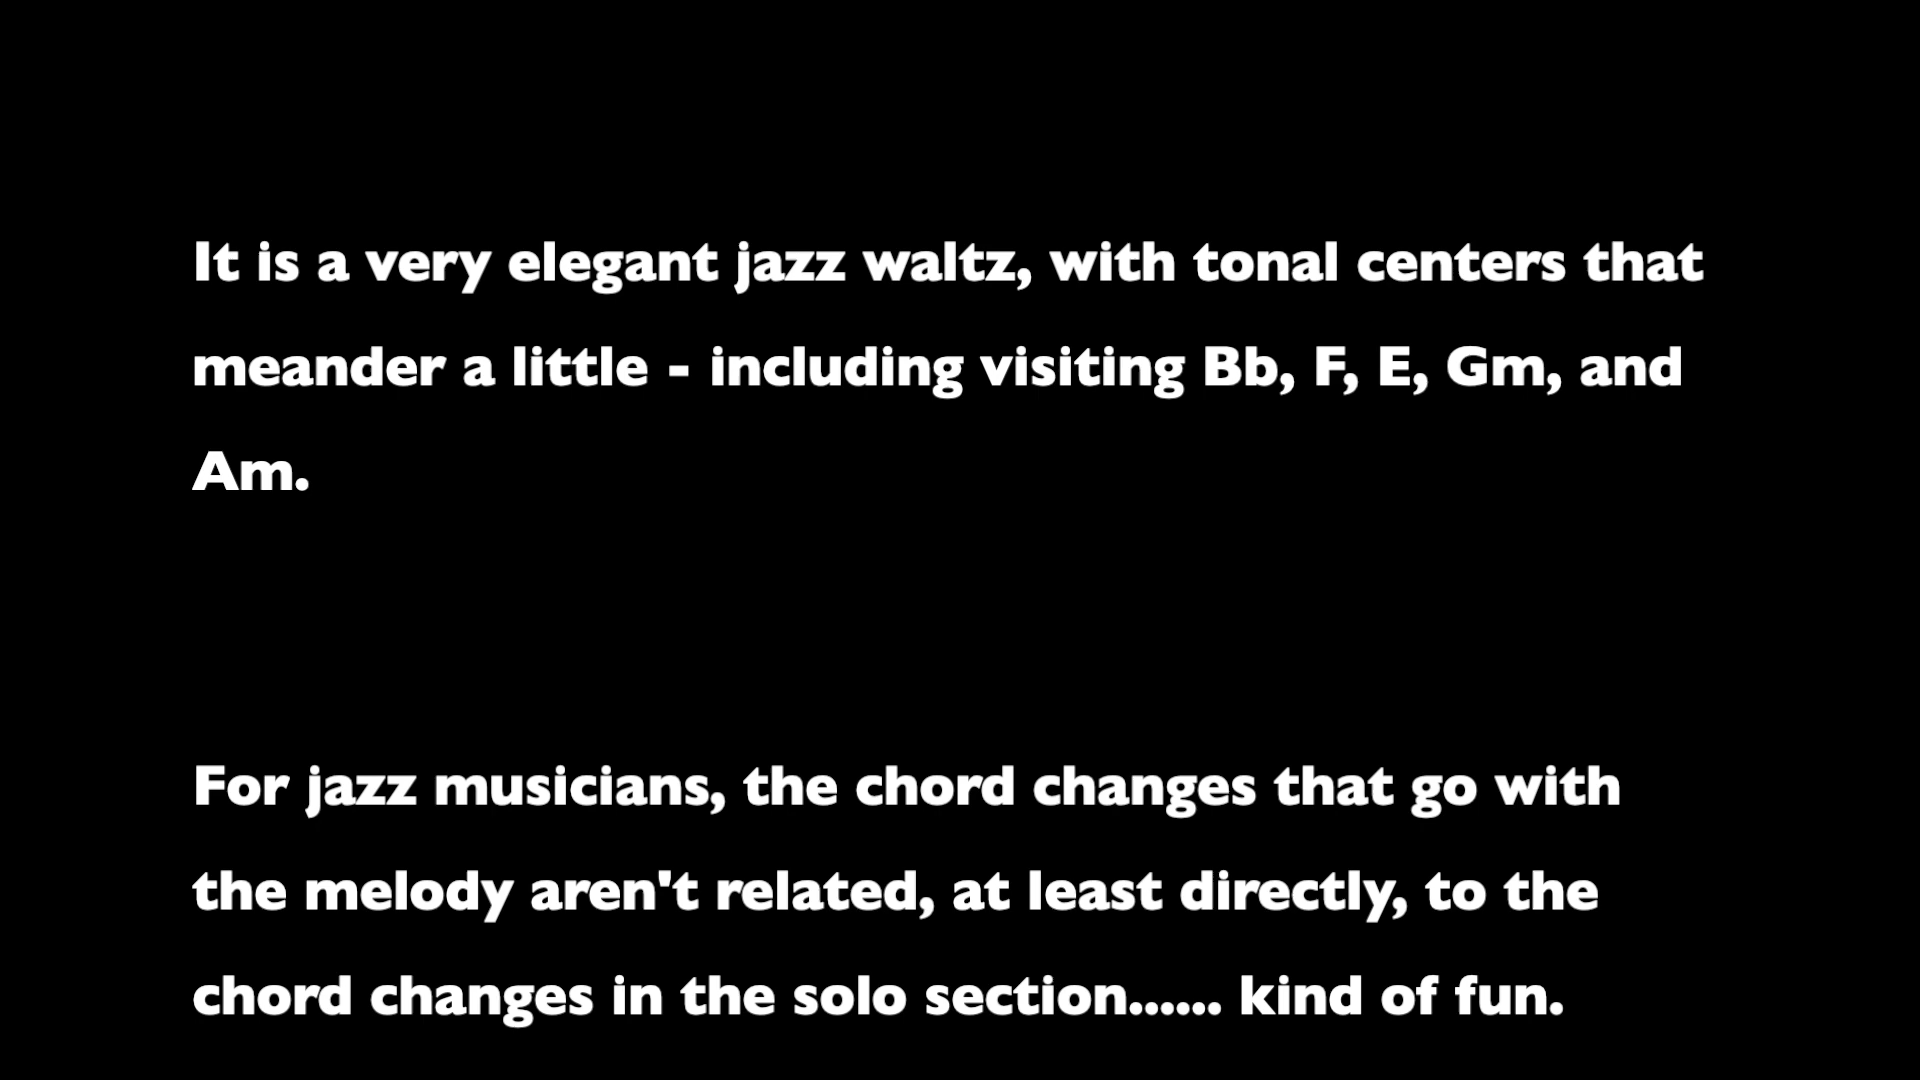 It is a very elegant jazz waltz, with tonal centers that
meander a little - including visiting Bb, F, E, Gm, and
Am.
For jazz musicians, the chord changes that go with
the melody aren't related, at least directly, to the
chord changes in the solo section...... kind of fun.